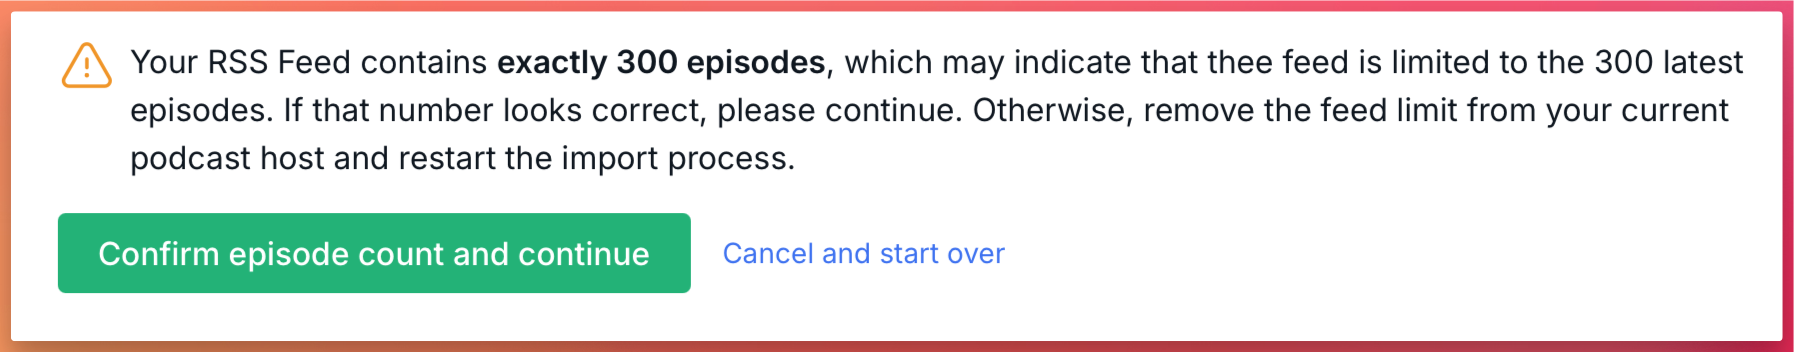 Your RSS Feed contains exactly 300 episodes, which may indicate that thee feed is limited to the 300 latest
episodes. If that number looks correct, please continue. Otherwise, remove the feed limit from your current
podcast host and restart the import process.
Confirm episode count and continue
Cancel and start over